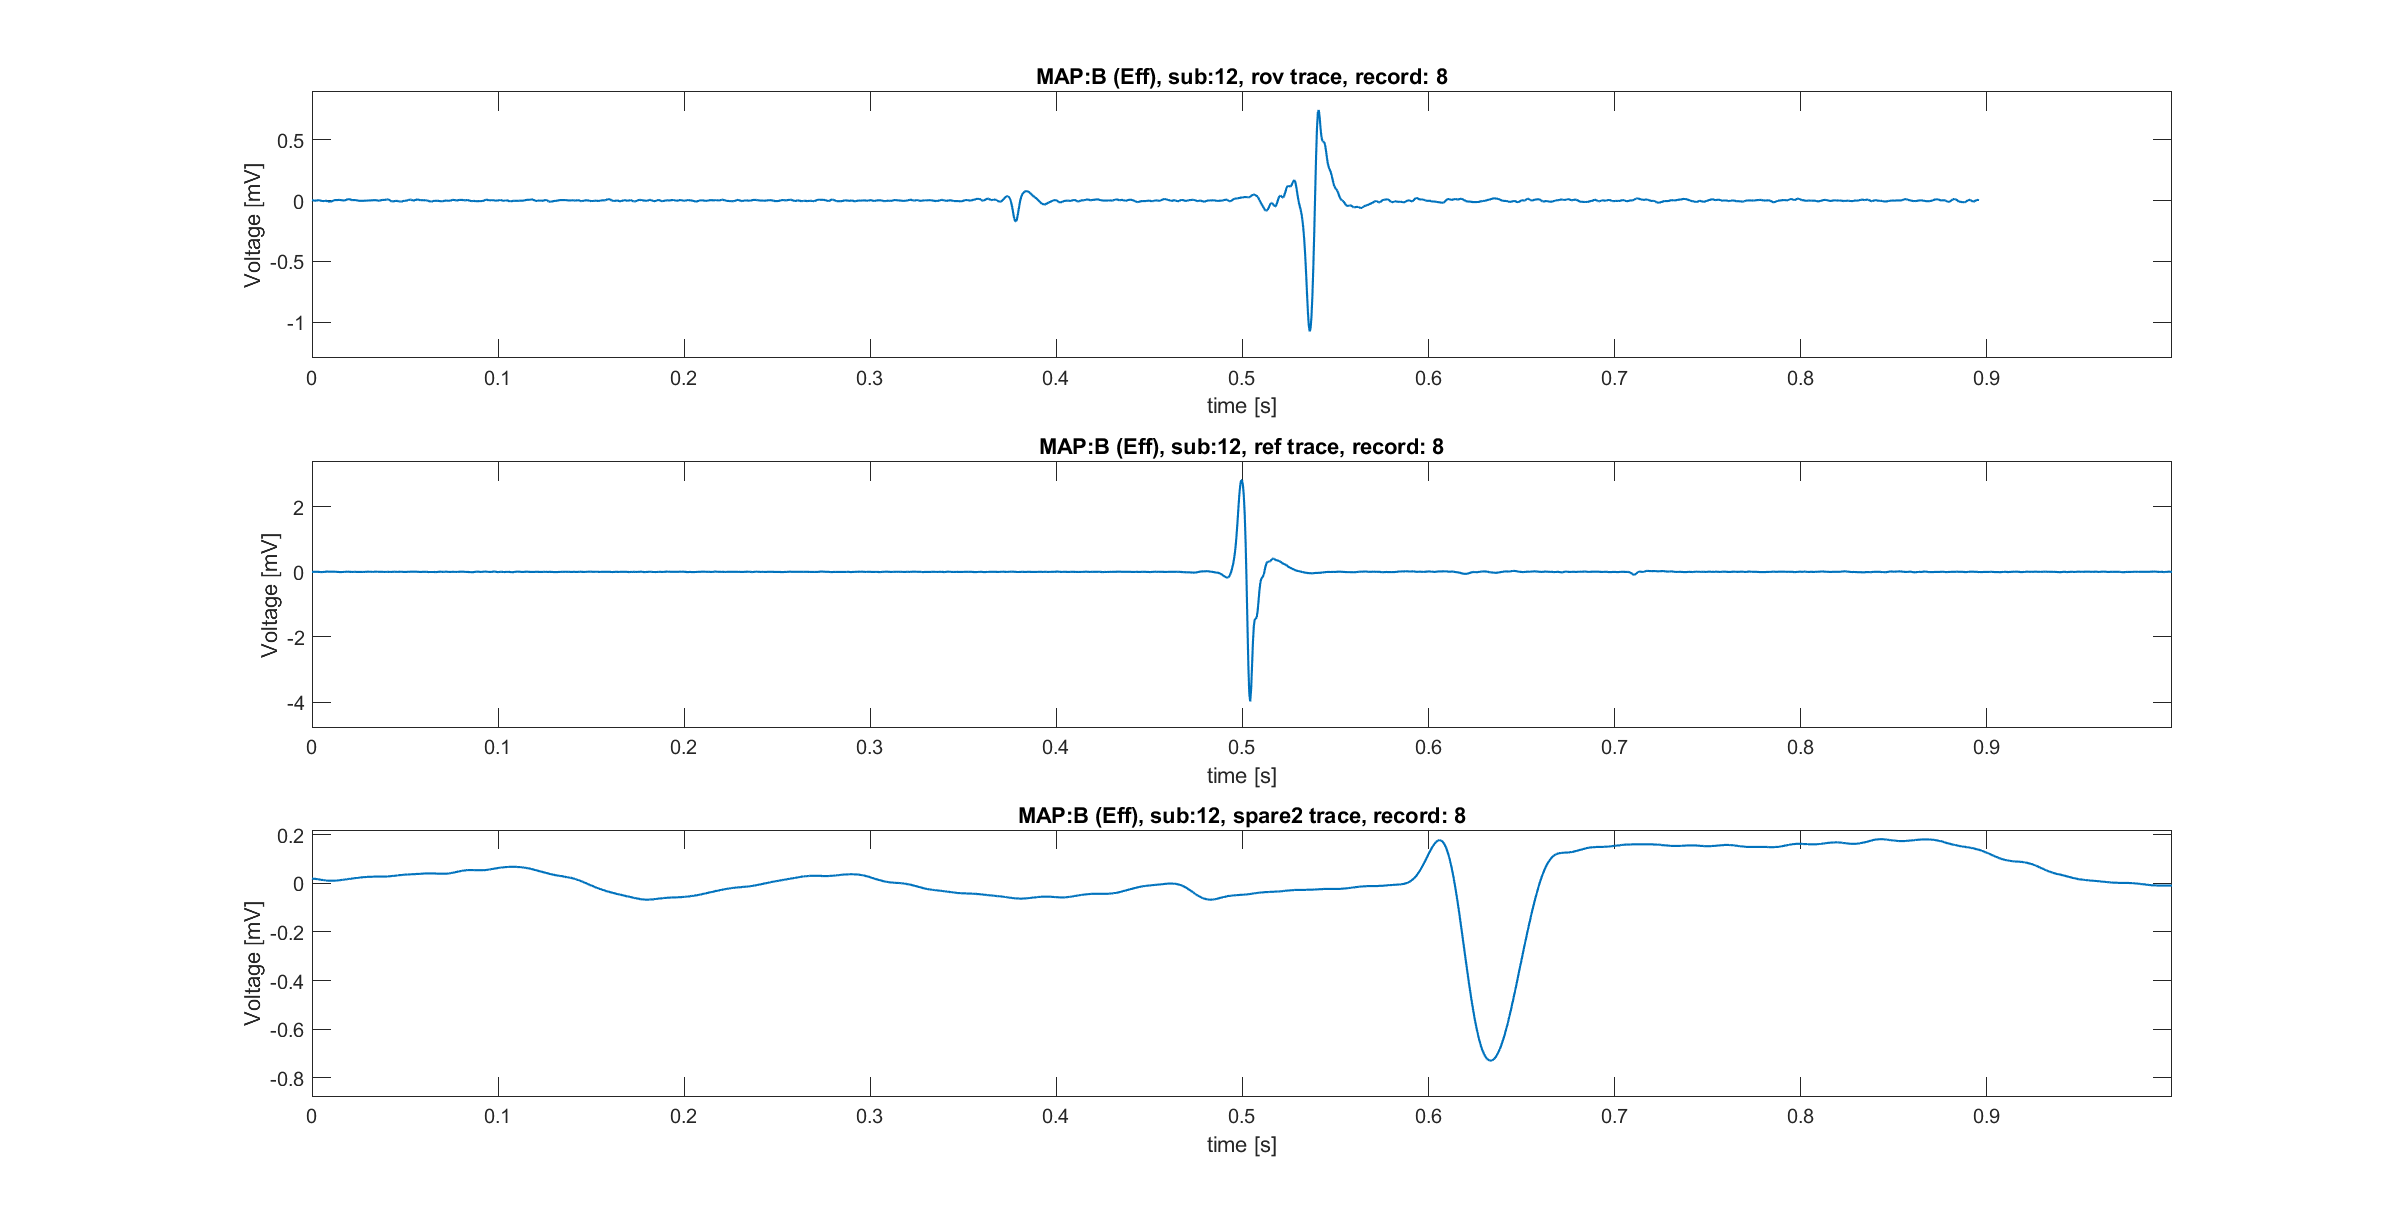 MAP:B (Eff), sub:12, rov trace, record: 8
Voltage [mV]
0.5
0
-0.5
-1
0 0.1 0.2 0.3 0.4 0.5 0.6 0.7 0.8 0.9
time [s]
MAP:B (Eff), sub:12, ref trace, record: 8
Voltage [mV]
2
0
-2
-4
0 0.1 0.2 0.3 0.4 0.5 0.6 0.7 0.8 0.9
time [s]
MAP:B (Eff), sub:12, spare2 trace, record: 8
Voltage [mV]
0.2
0
-0.2
-0.4
-0.6
-0.8
0 0.1 0.2 0.3 0.4 0.5 0.6 0.7 0.8 0.9
time [s]